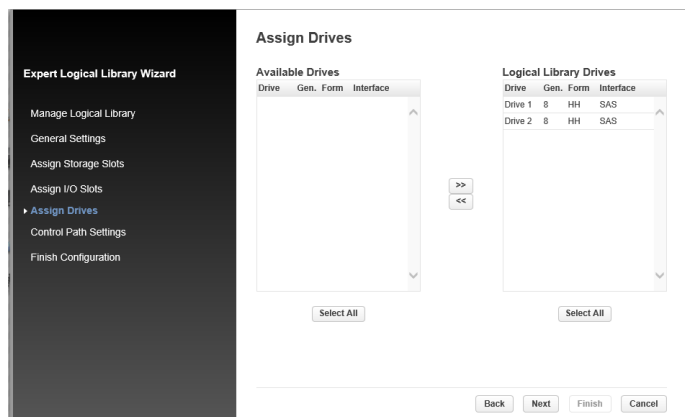 Expert Logical Library Wizard
Manage Logical Library
General Settings
Assign Storage Slots
Assign I/O Slots
Assign Drives
Control Path Settings
Finish Configuration
Assign Drives
Available Drives
Drive Gen. Form Interface
Select All
>>
<<
Logical Library Drives
Drive Gen. Form Interface
Drive 1 8 HH SAS
Drive 2 8 HH SAS
Select All
Back Next Finish Cancel